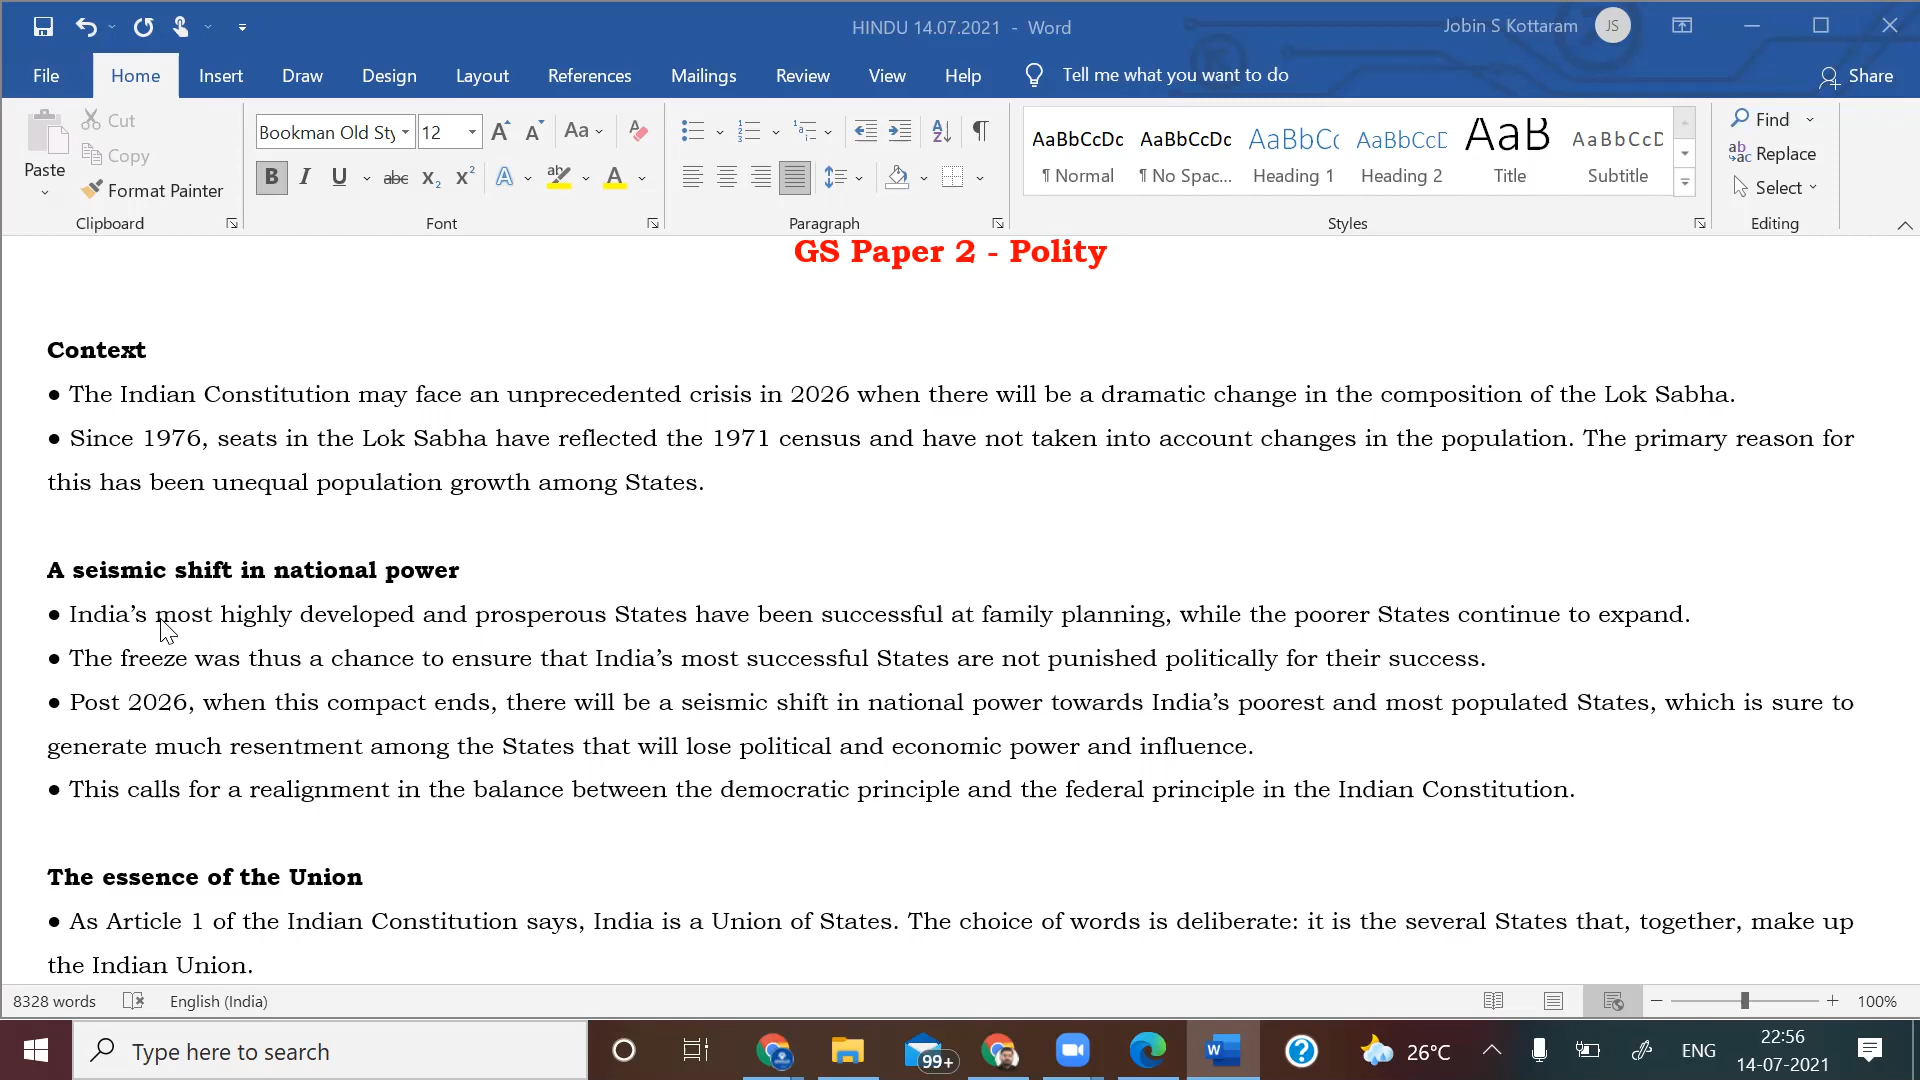 HINDU 14.07.2021 - Word
Jobin S Kottaram
JS
File Home Insert Draw Design Layout References Mailings Review View Help Tell me what you want to do Share
Paste
Cut
Copy
Format Painter
Clipboard
Bookman Old Sty 12
Aa
B I U abc X₂ X² A ab A
Font
Paragraph
AaBbCcDc AaBbCcDc AaBbCc AaBbCcD AaB AaBbCcD
¶ Normal ¶ No Spac... Heading 1 Heading 2 Title Subtitle
Styles
Find
Replace
Select
Editing
GS Paper 2 - Polity
Context
● The Indian Constitution may face an unprecedented crisis in 2026 when there will be a dramatic change in the composition of the Lok Sabha.
● Since 1976, seats in the Lok Sabha have reflected the 1971 census and have not taken into account changes in the population. The primary reason for
this has been unequal population growth among States.
A seismic shift in national power
● India’s most highly developed and prosperous States have been successful at family planning, while the poorer States continue to expand.
● The freeze was thus a chance to ensure that India’s most successful States are not punished politically for their success.
● Post 2026, when this compact ends, there will be a seismic shift in national power towards India’s poorest and most populated States, which is sure to
generate much resentment among the States that will lose political and economic power and influence.
● This calls for a realignment in the balance between the democratic principle and the federal principle in the Indian Constitution.
The essence of the Union
● As Article 1 of the Indian Constitution says, India is a Union of States. The choice of words is deliberate: it is the several States that, together, make up
the Indian Union.
8328 words English (India) 100%
Type here to search
99+
26°C
ENG
22:56
14-07-2021